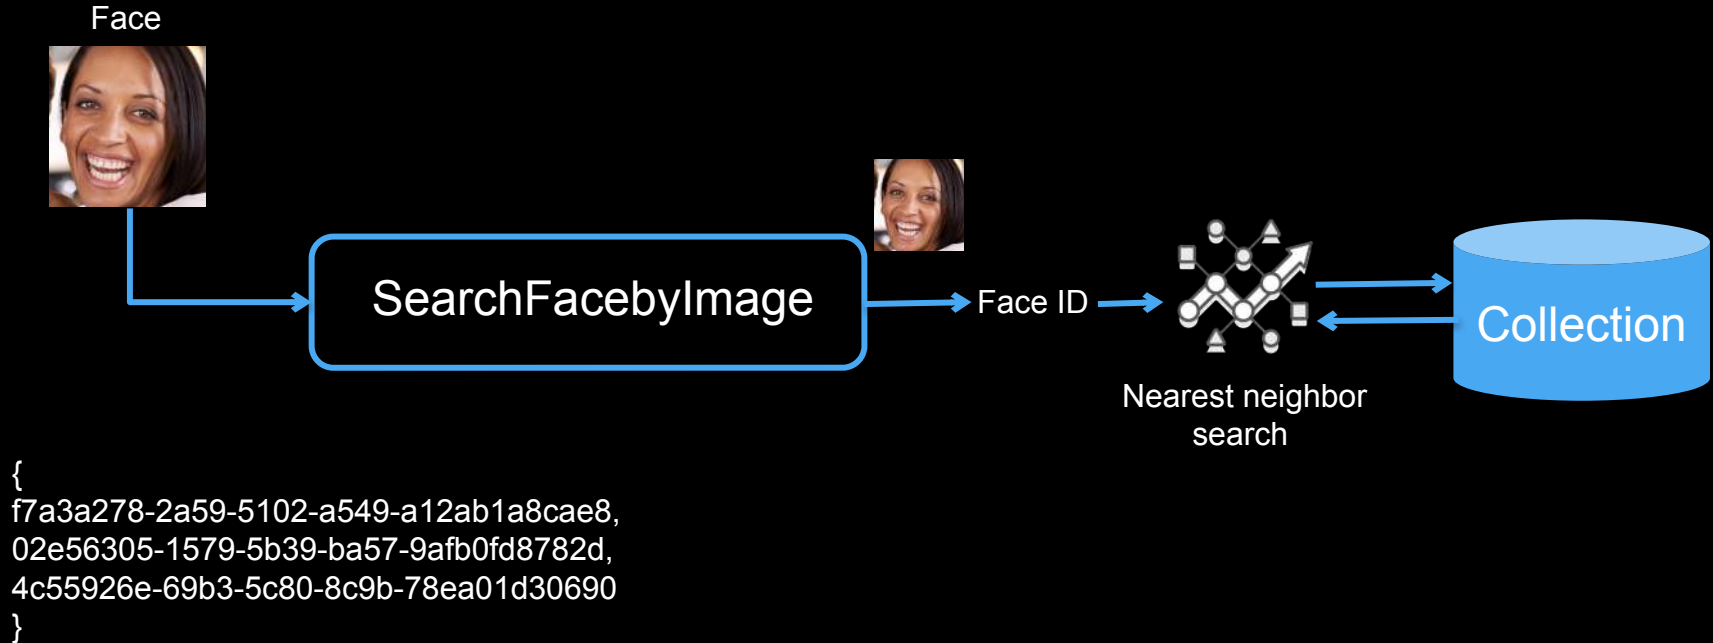 Face
SearchFacebyImage
Face ID
Nearest neighbor
search
Collection
{
f7a3a278-2a59-5102-a549-a12ab1a8cae8,
02e56305-1579-5b39-ba57-9afb0fd8782d,
4c55926e-69b3-5c80-8c9b-78ea01d30690
}